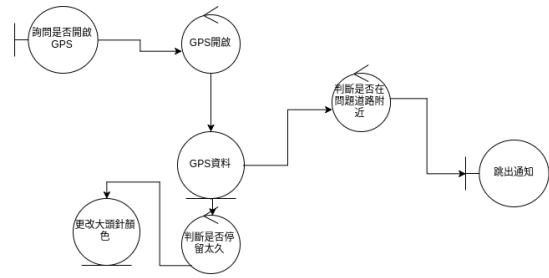 詢問是否開啟
GPS
GPS開啟
判斷是否在
問題道路附
近
GPS資料
跳出通知
更改大頭針顏
色
判斷是否停
留太久